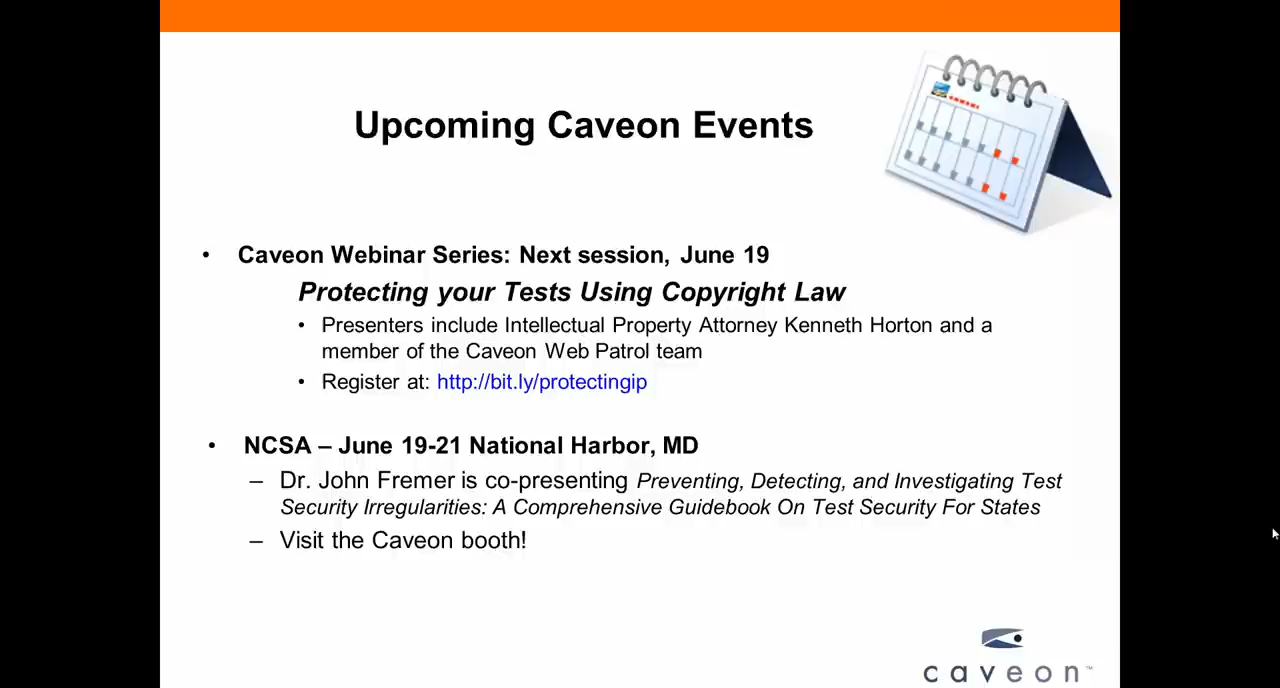 Upcoming Caveon Events
• Caveon Webinar Series: Next session, June 19
Protecting your Tests Using Copyright Law
• Presenters include Intellectual Property Attorney Kenneth Horton and a
member of the Caveon Web Patrol team
• Register at: http://bit.ly/protectingip
• NCSA – June 19-21 National Harbor, MD
– Dr. John Fremer is co-presenting Preventing, Detecting, and Investigating Test
Security Irregularities: A Comprehensive Guidebook On Test Security For States
– Visit the Caveon booth!
caveon™